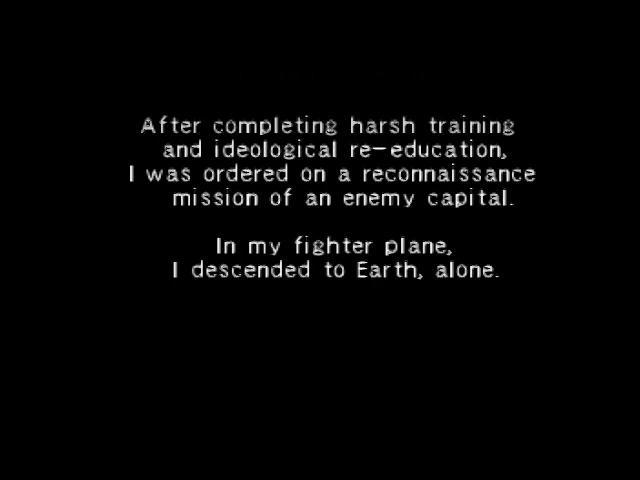 After completing harsh training
and ideological re-education,
I was ordered on a reconnaissance
mission of an enemy capital.
In my fighter plane,
I descended to Earth, alone.